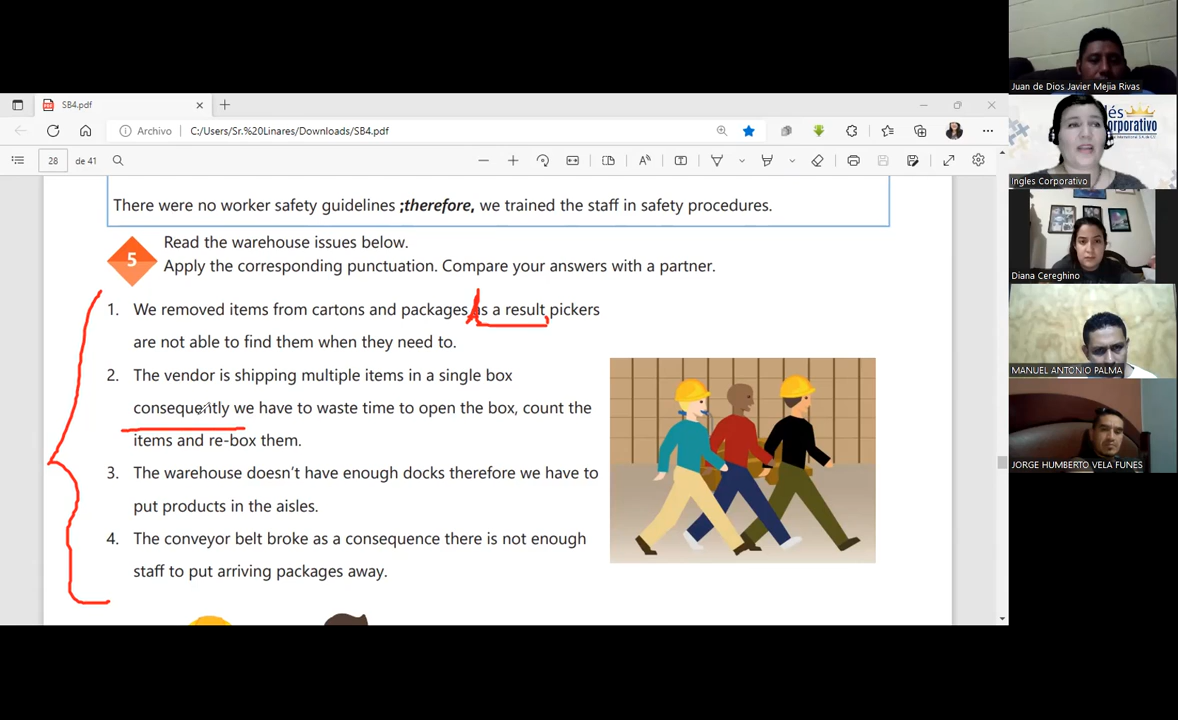 SB4.pdf
Archivo C:/Users/Sr.%20Linares/Downloads/SB4.pdf
28 de 41
There were no worker safety guidelines ;therefore, we trained the staff in safety procedures.
5
Read the warehouse issues below.
Apply the corresponding punctuation. Compare your answers with a partner.
1. We removed items from cartons and packages as a result, pickers
are not able to find them when they need to.
2. The vendor is shipping multiple items in a single box
consequently we have to waste time to open the box, count the
items and re-box them.
3. The warehouse doesn't have enough docks therefore we have to
put products in the aisles.
4. The conveyor belt broke as a consequence there is not enough
staff to put arriving packages away.
Juan de Dios Javier Mejia Rivas
Corporativo
Ingles Corporativo
Diana Cereghino
MANUEL ANTONIO PALMA
JORGE HUMBERTO VELA FUNES